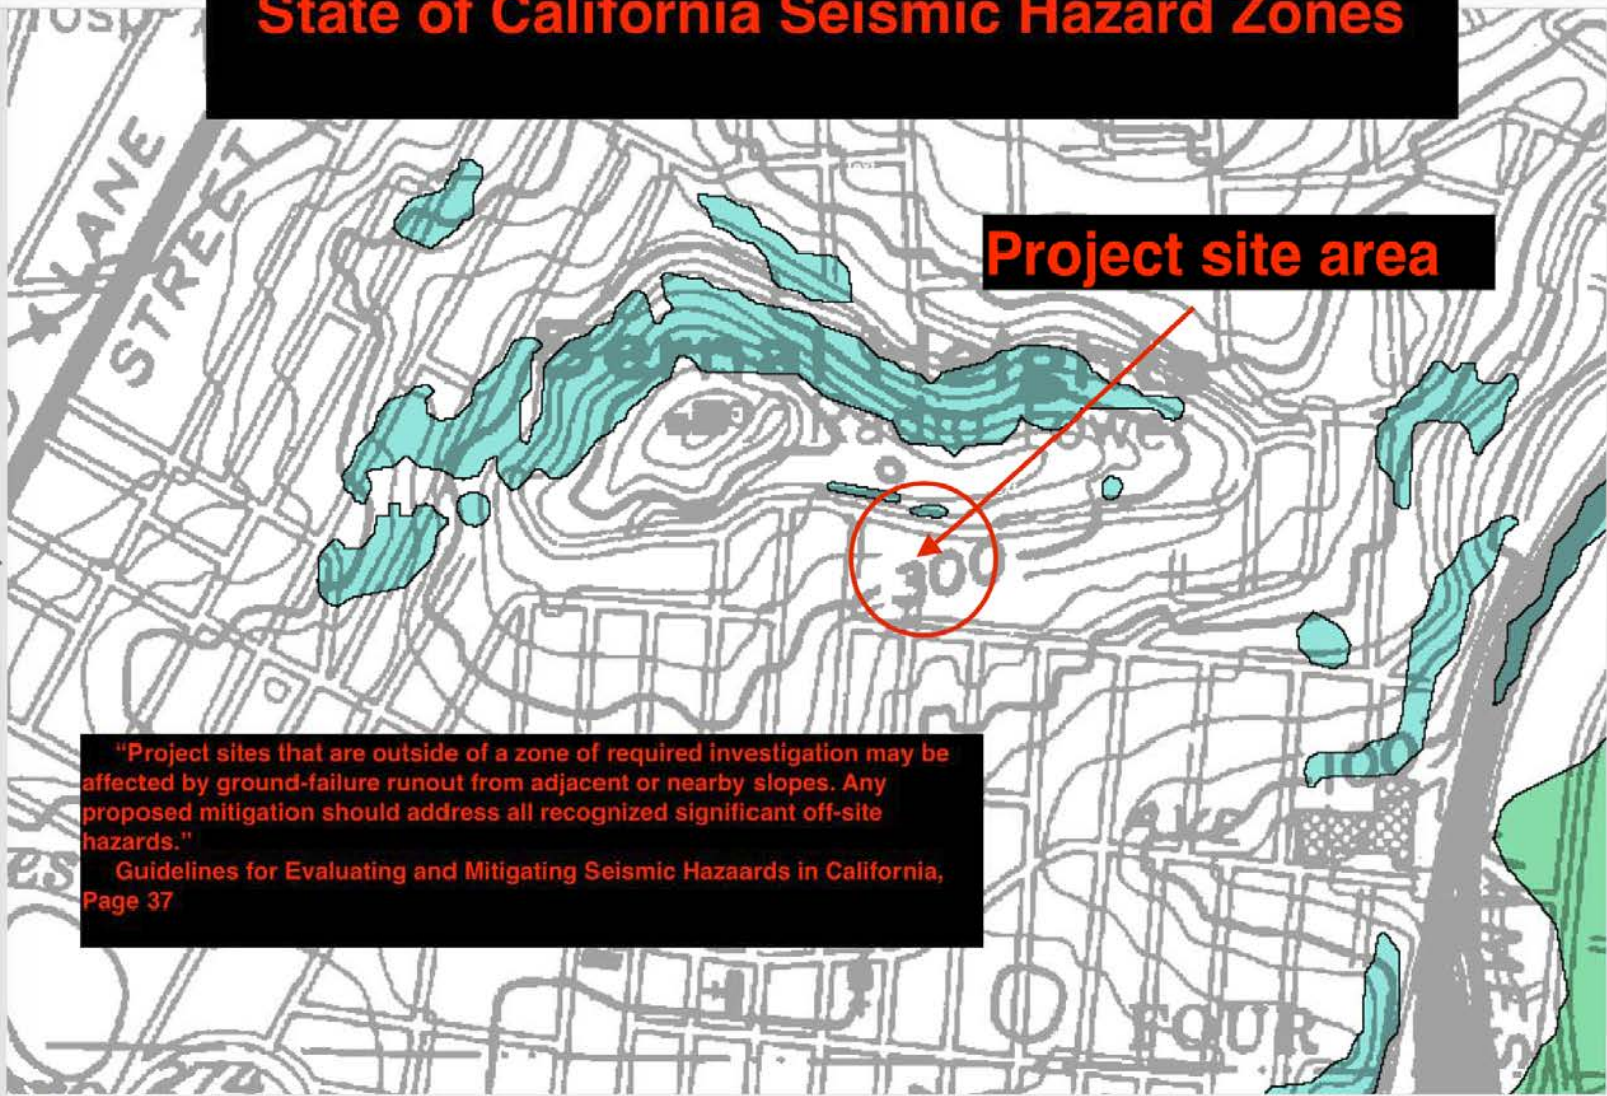 State of California Seismic Hazard Zones
LANE
STREET
Project site area
300
“Project sites that are outside of a zone of required investigation may be
affected by ground-failure runout from adjacent or nearby slopes. Any
proposed mitigation should address all recognized significant off-site
hazards.”
Guidelines for Evaluating and Mitigating Seismic Hazaards in California,
Page 37
100
AVE
FOUR
274